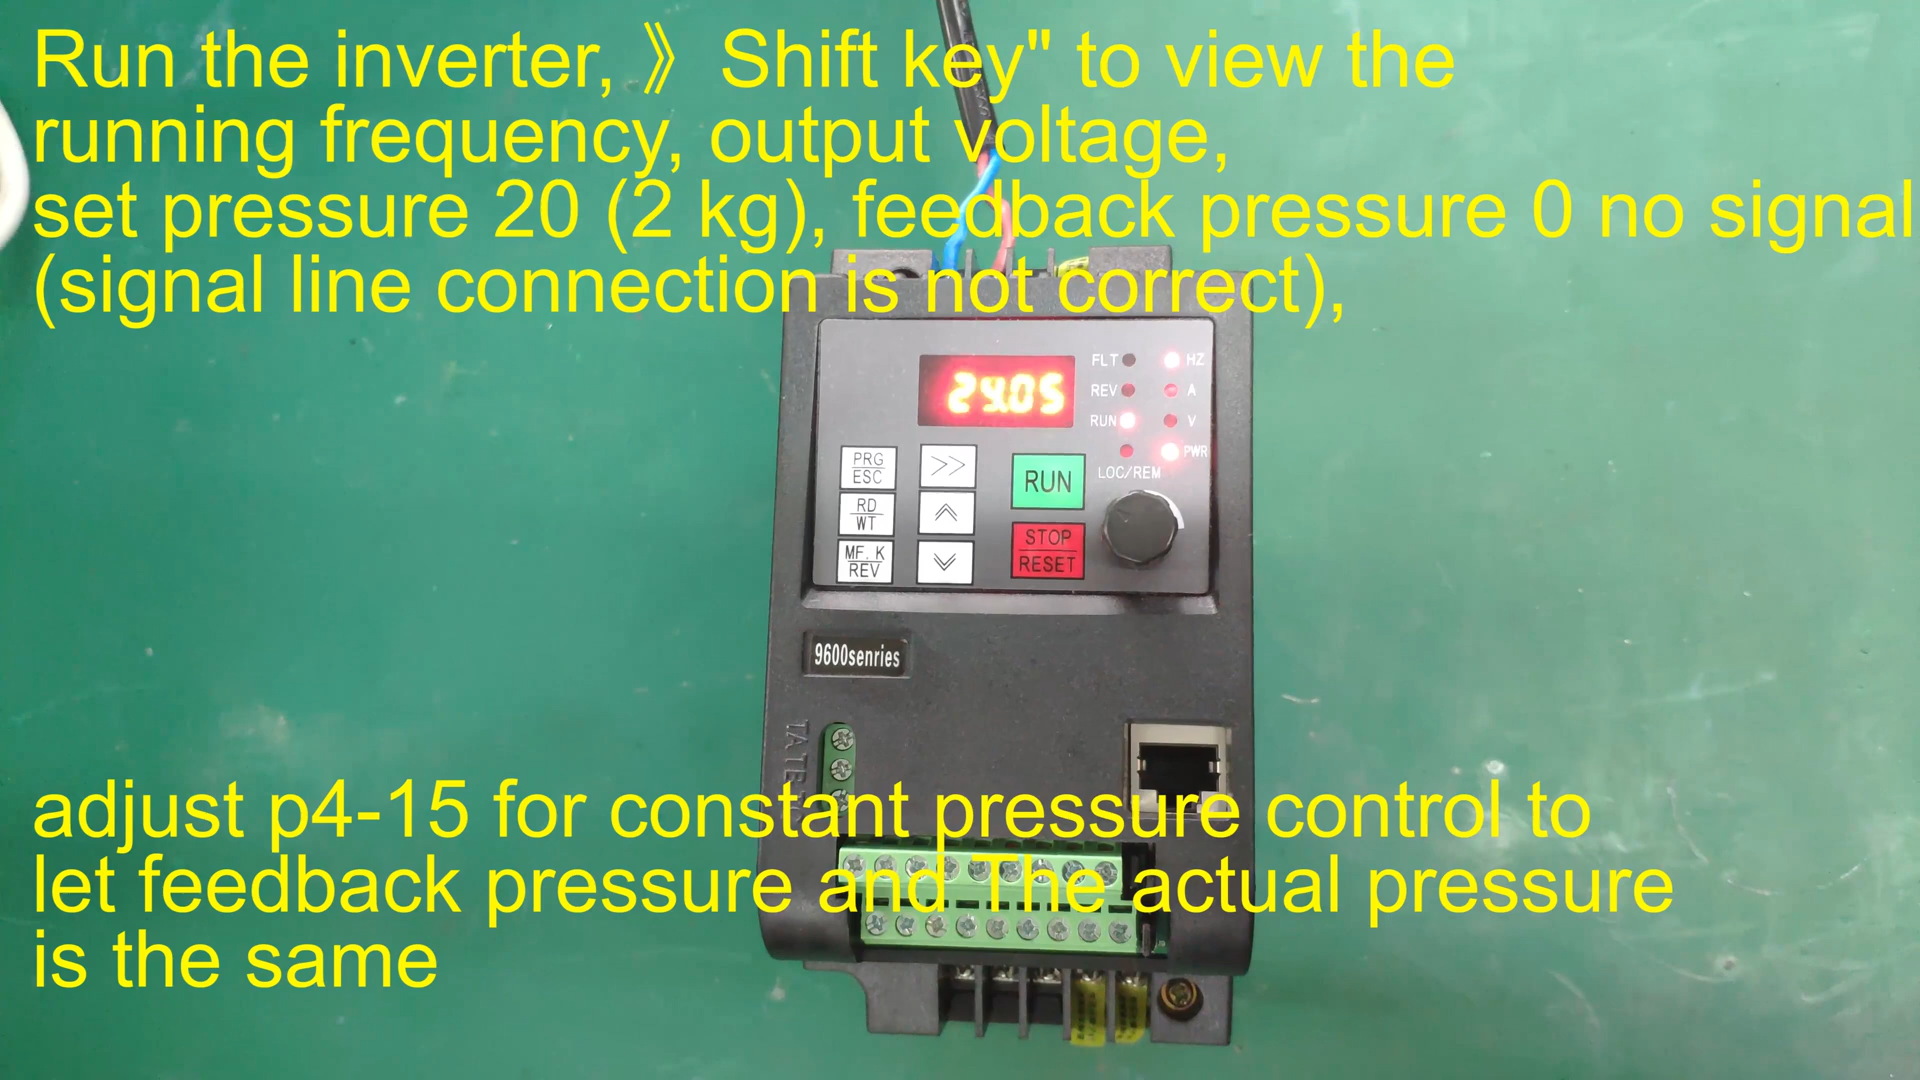 Run the inverter, 》 Shift key" to view the
running frequency, output voltage,
set pressure 20 (2 kg), feedback pressure 0 no signal
(signal line connection is not correct),
24.05
FLT HZ
REV A
RUN V
PWR
LOC/REM
PRG
ESC
>>
RUN
RD
WT
STOP
RESET
MF. K
REV
9600senries
adjust p4-15 for constant pressure control to
let feedback pressure and The actual pressure
is the same